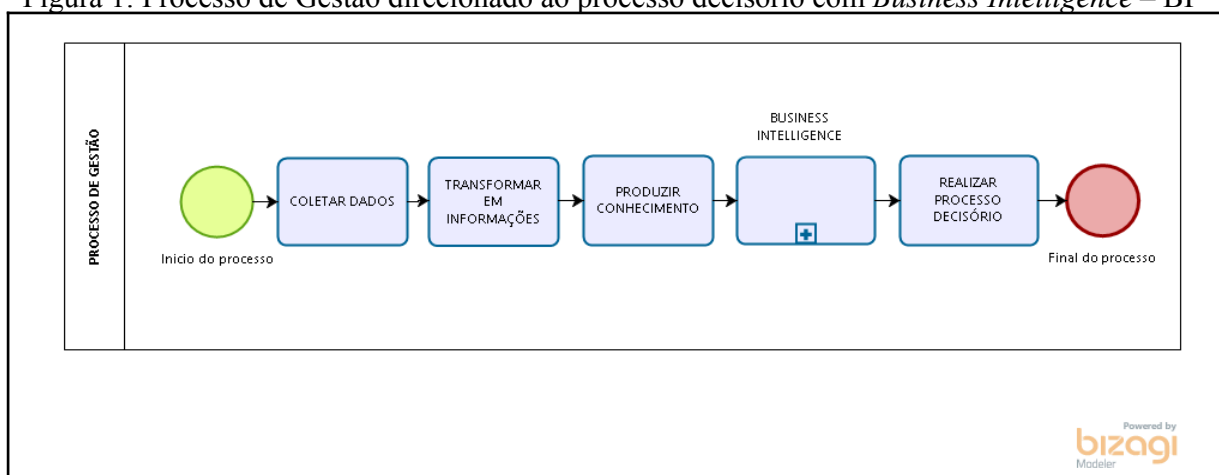 Figura 1: Processo de Gestão direcionado ao processo decisório com Business Intelligence – BI
PROCESSO DE GESTÃO
Inicio do processo
COLETAR DADOS
TRANSFORMAR
EM
INFORMAÇÕES
PRODUZIR
CONHECIMENTO
BUSINESS
INTELLIGENCE
REALIZAR
PROCESSO
DECISÓRIO
Final do processo
Powered by
bizagi
Modeler